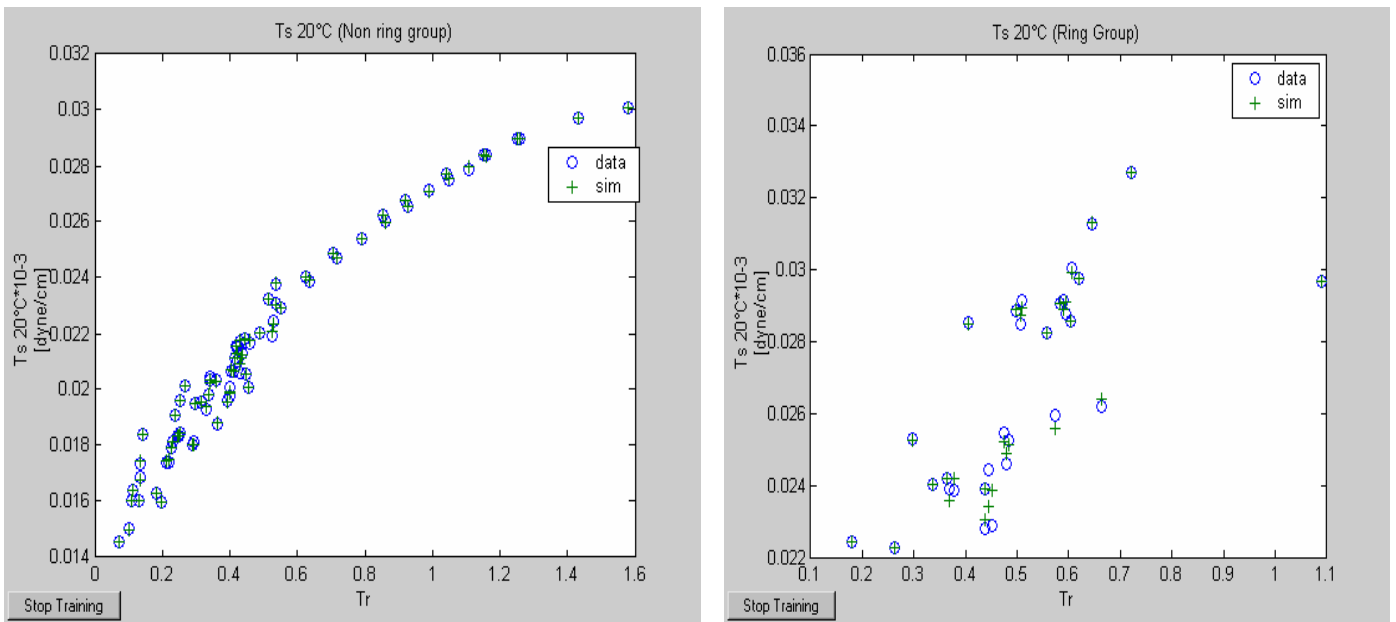 Ts 20°C (Non ring group)
0.032
0.03
0.028
0.026
0.024
0.022
0.02
0.018
0.016
0.014
Ts 20°C*10-3
[dyne/cm]
data
sim
0
0.2
0.4
0.6
0.8
1
1.2
1.4
1.6
Tr
Stop Training
Ts 20°C (Ring Group)
0.036
0.034
0.032
0.03
0.028
0.026
0.024
0.022
Ts 20°C*10-3
[dyne/cm]
data
sim
0.1
0.2
0.3
0.4
0.5
0.6
0.7
0.8
0.9
1
1.1
Tr
Stop Training